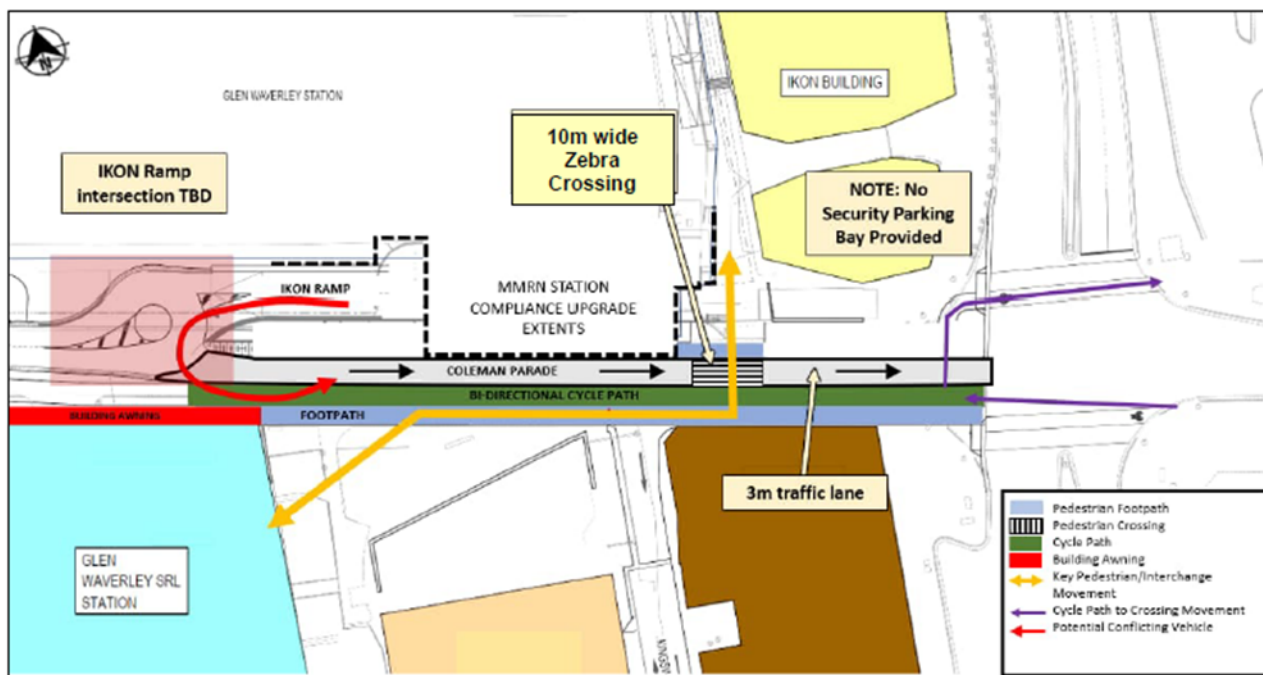 N
GLEN WAVERLEY STATION
IKON BUILDING
10m wide
Zebra
Crossing
IKON Ramp
intersection TBD
NOTE: No
Security Parking
Bay Provided
IKON RAMP
MMRN STATION
COMPLIANCE UPGRADE
EXTENTS
COLEMAN PARADE
BI-DIRECTIONAL CYCLE PATH
BUILDING AWNING
FOOTPATH
3m traffic lane
GLEN
WAVERLEY SRL
STATION
Pedestrian Footpath
Pedestrian Crossing
Cycle Path
Building Awning
Key Pedestrian/Interchange
Movement
Cycle Path to Crossing Movement
Potential Conflicting Vehicle